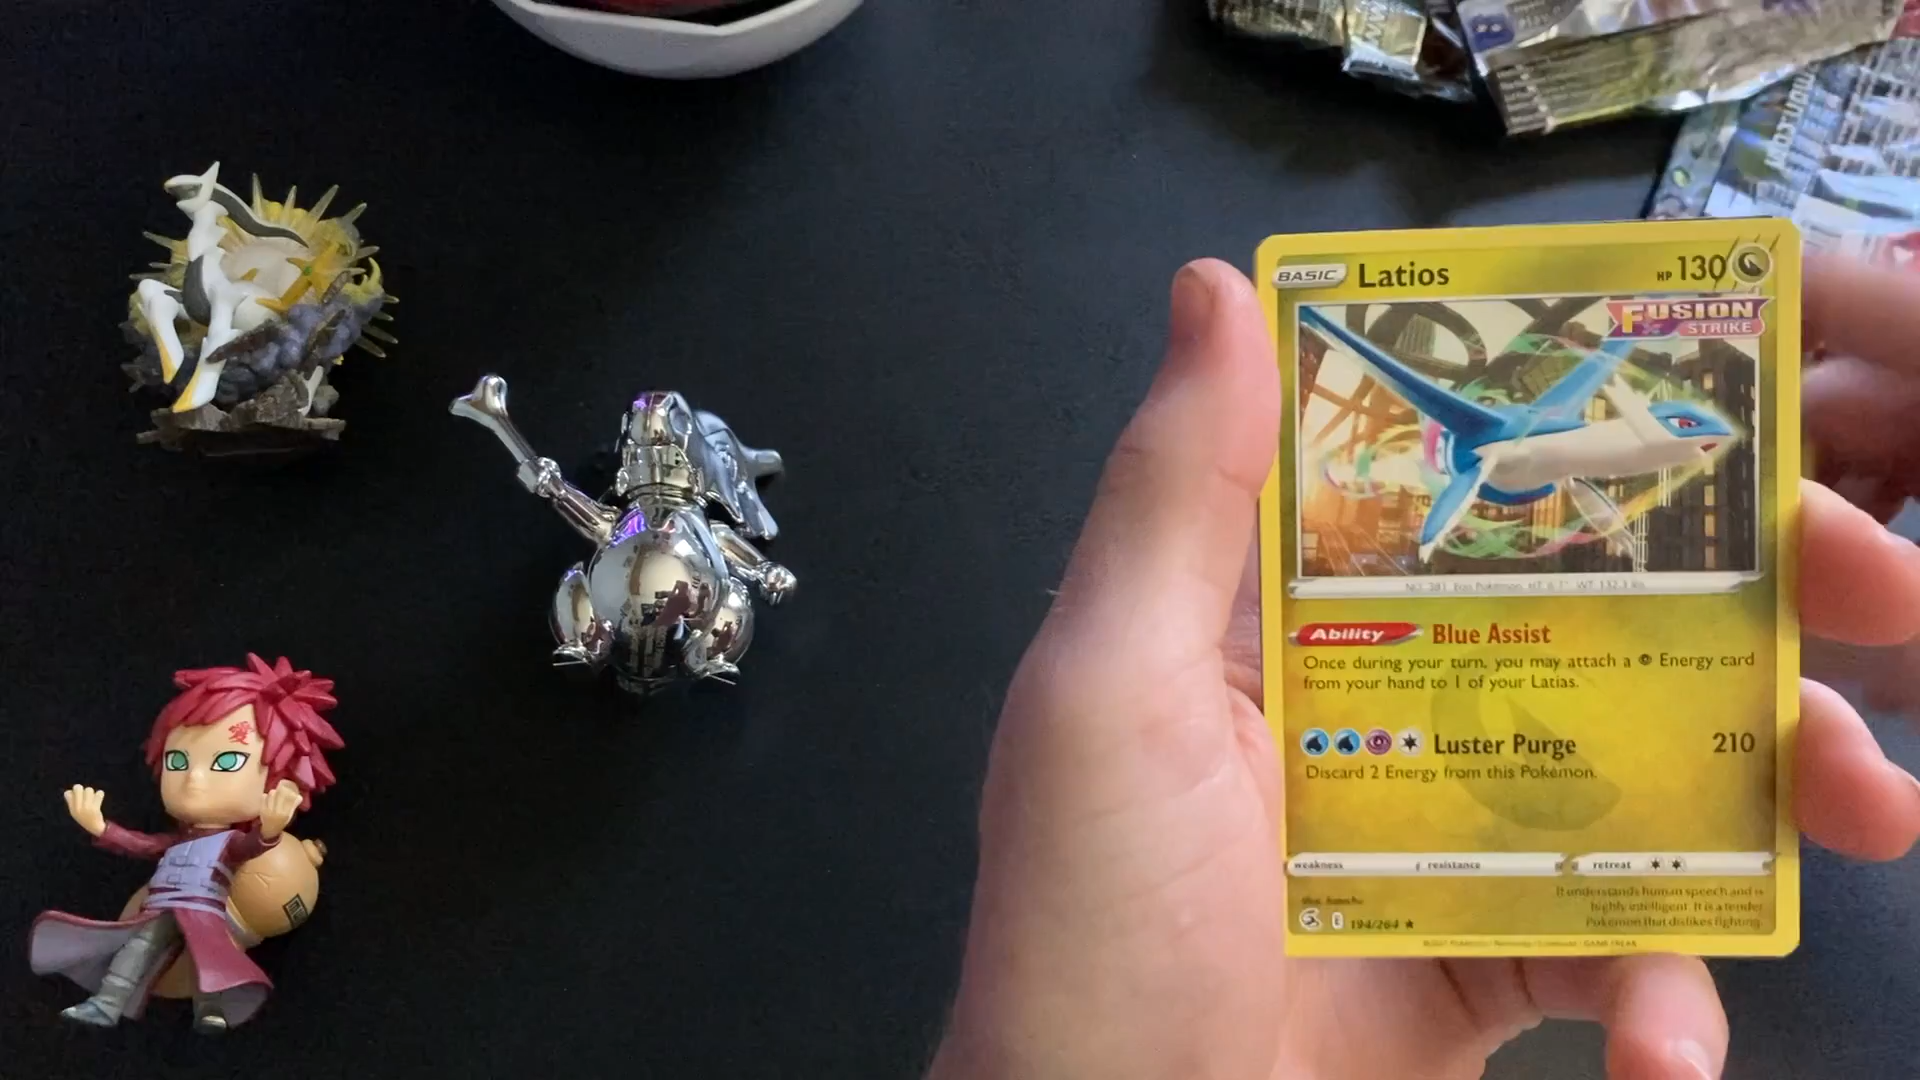 BASIC Latios HP 130
FUSION
STRIKE
Ability Blue Assist
Once during your turn, you may attach a Energy card
from your hand to 1 of your Latias.
Luster Purge 210
Discard 2 Energy from this Pokémon.
weakness resistance retreat
It understands human speech and is
highly intelligent. It is a tender
Pokémon that dislikes fighting.
E 194/264
愛